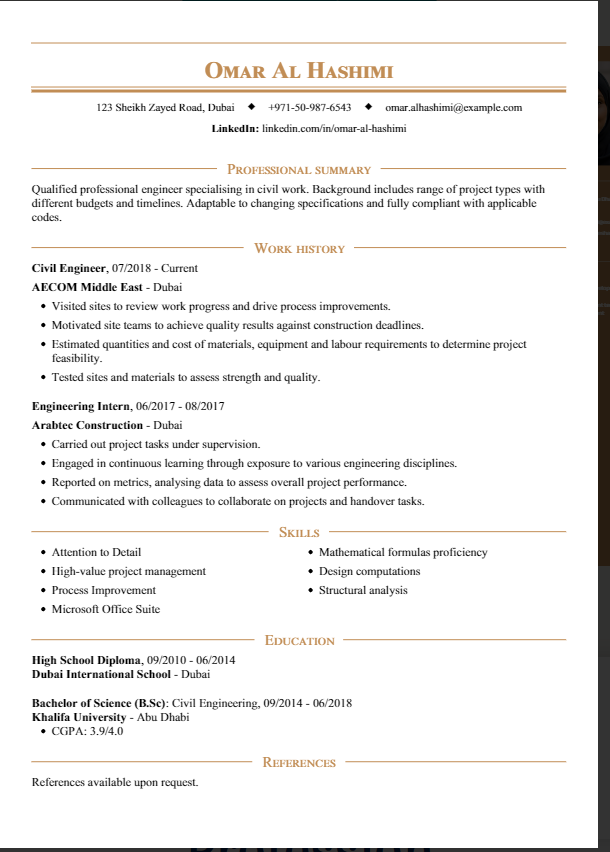 Omar Al Hashimi
123 Sheikh Zayed Road, Dubai ◆ +971-50-987-6543 ◆ omar.alhashimi@example.com
LinkedIn: linkedin.com/in/omar-al-hashimi
Professional summary
Qualified professional engineer specialising in civil work. Background includes range of project types with
different budgets and timelines. Adaptable to changing specifications and fully compliant with applicable
codes.
Work history
Civil Engineer, 07/2018 - Current
AECOM Middle East - Dubai
• Visited sites to review work progress and drive process improvements.
• Motivated site teams to achieve quality results against construction deadlines.
• Estimated quantities and cost of materials, equipment and labour requirements to determine project
feasibility.
• Tested sites and materials to assess strength and quality.
Engineering Intern, 06/2017 - 08/2017
Arabtec Construction - Dubai
• Carried out project tasks under supervision.
• Engaged in continuous learning through exposure to various engineering disciplines.
• Reported on metrics, analysing data to assess overall project performance.
• Communicated with colleagues to collaborate on projects and handover tasks.
Skills
• Attention to Detail
• High-value project management
• Process Improvement
• Microsoft Office Suite
• Mathematical formulas proficiency
• Design computations
• Structural analysis
Education
High School Diploma, 09/2010 - 06/2014
Dubai International School - Dubai
Bachelor of Science (B.Sc): Civil Engineering, 09/2014 - 06/2018
Khalifa University - Abu Dhabi
• CGPA: 3.9/4.0
References
References available upon request.